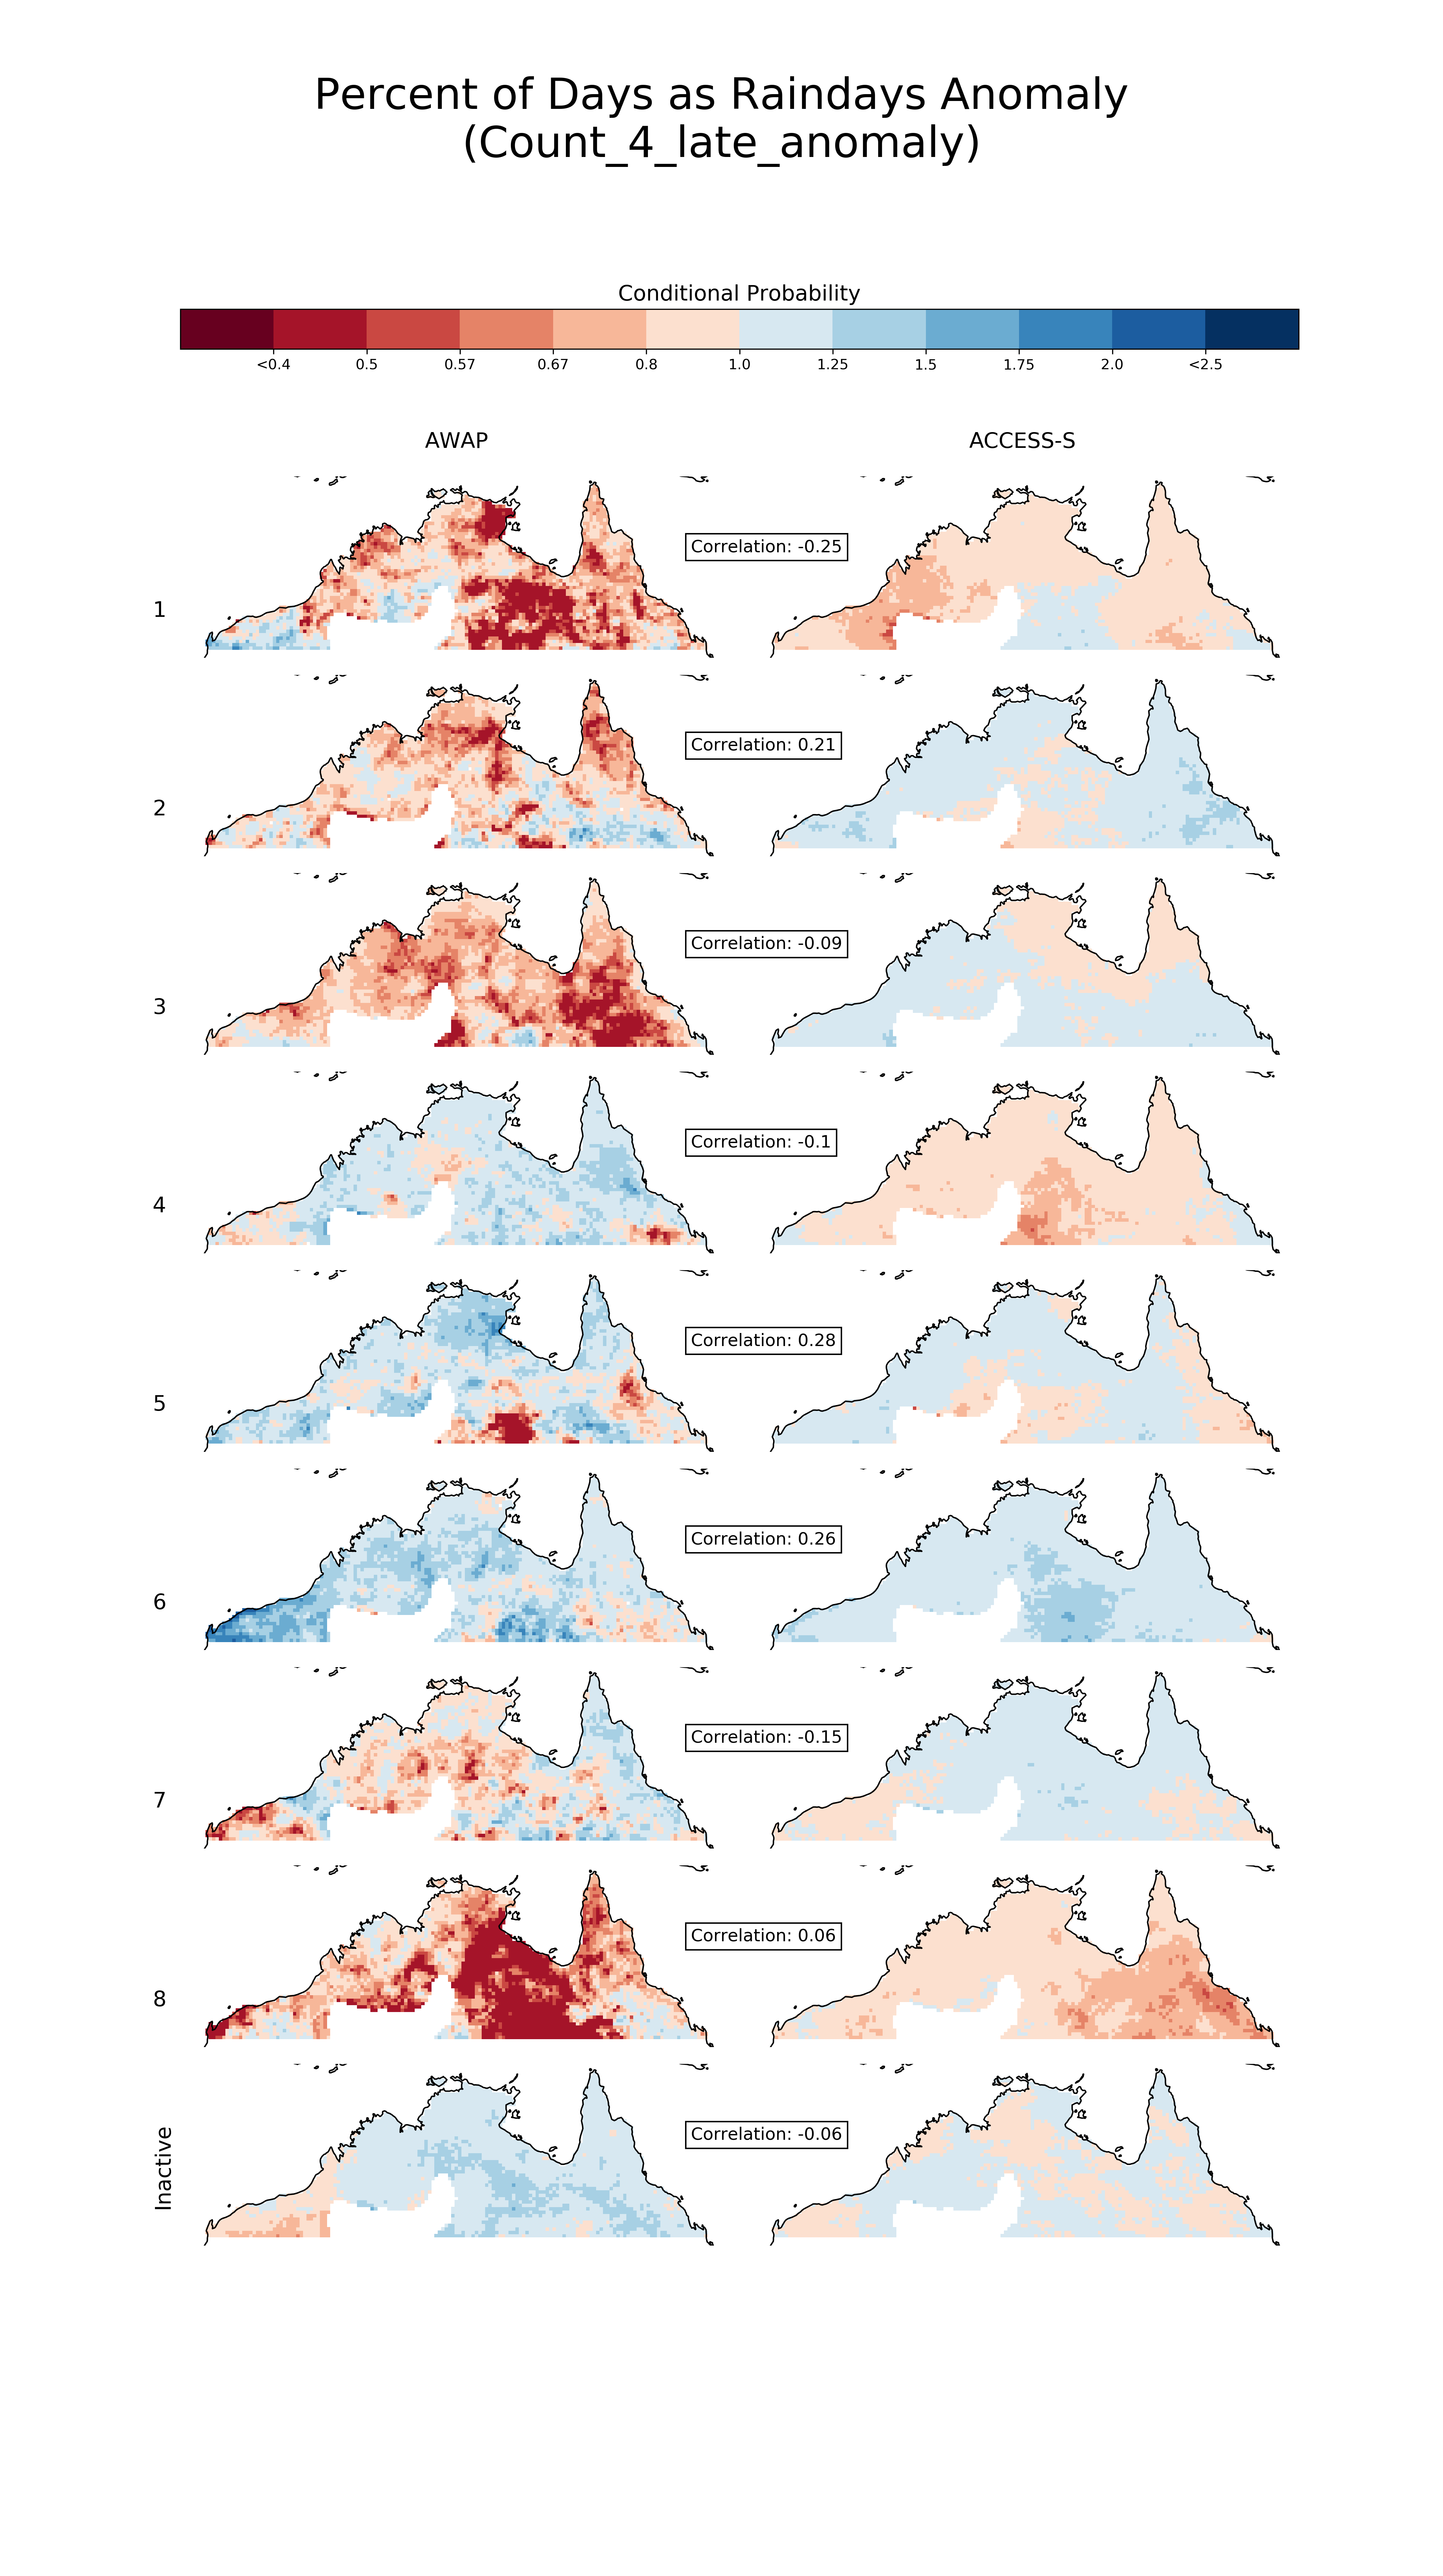 Percent of Days as Raindays Anomaly
(Count_4_late_anomaly)
Conditional Probability
<0.4 0.5 0.57 0.67 0.8 1.0 1.25 1.5 1.75 2.0 <2.5
AWAP ACCESS-S
1 Correlation: -0.25
2 Correlation: 0.21
3 Correlation: -0.09
4 Correlation: -0.1
5 Correlation: 0.28
6 Correlation: 0.26
7 Correlation: -0.15
8 Correlation: 0.06
Inactive Correlation: -0.06